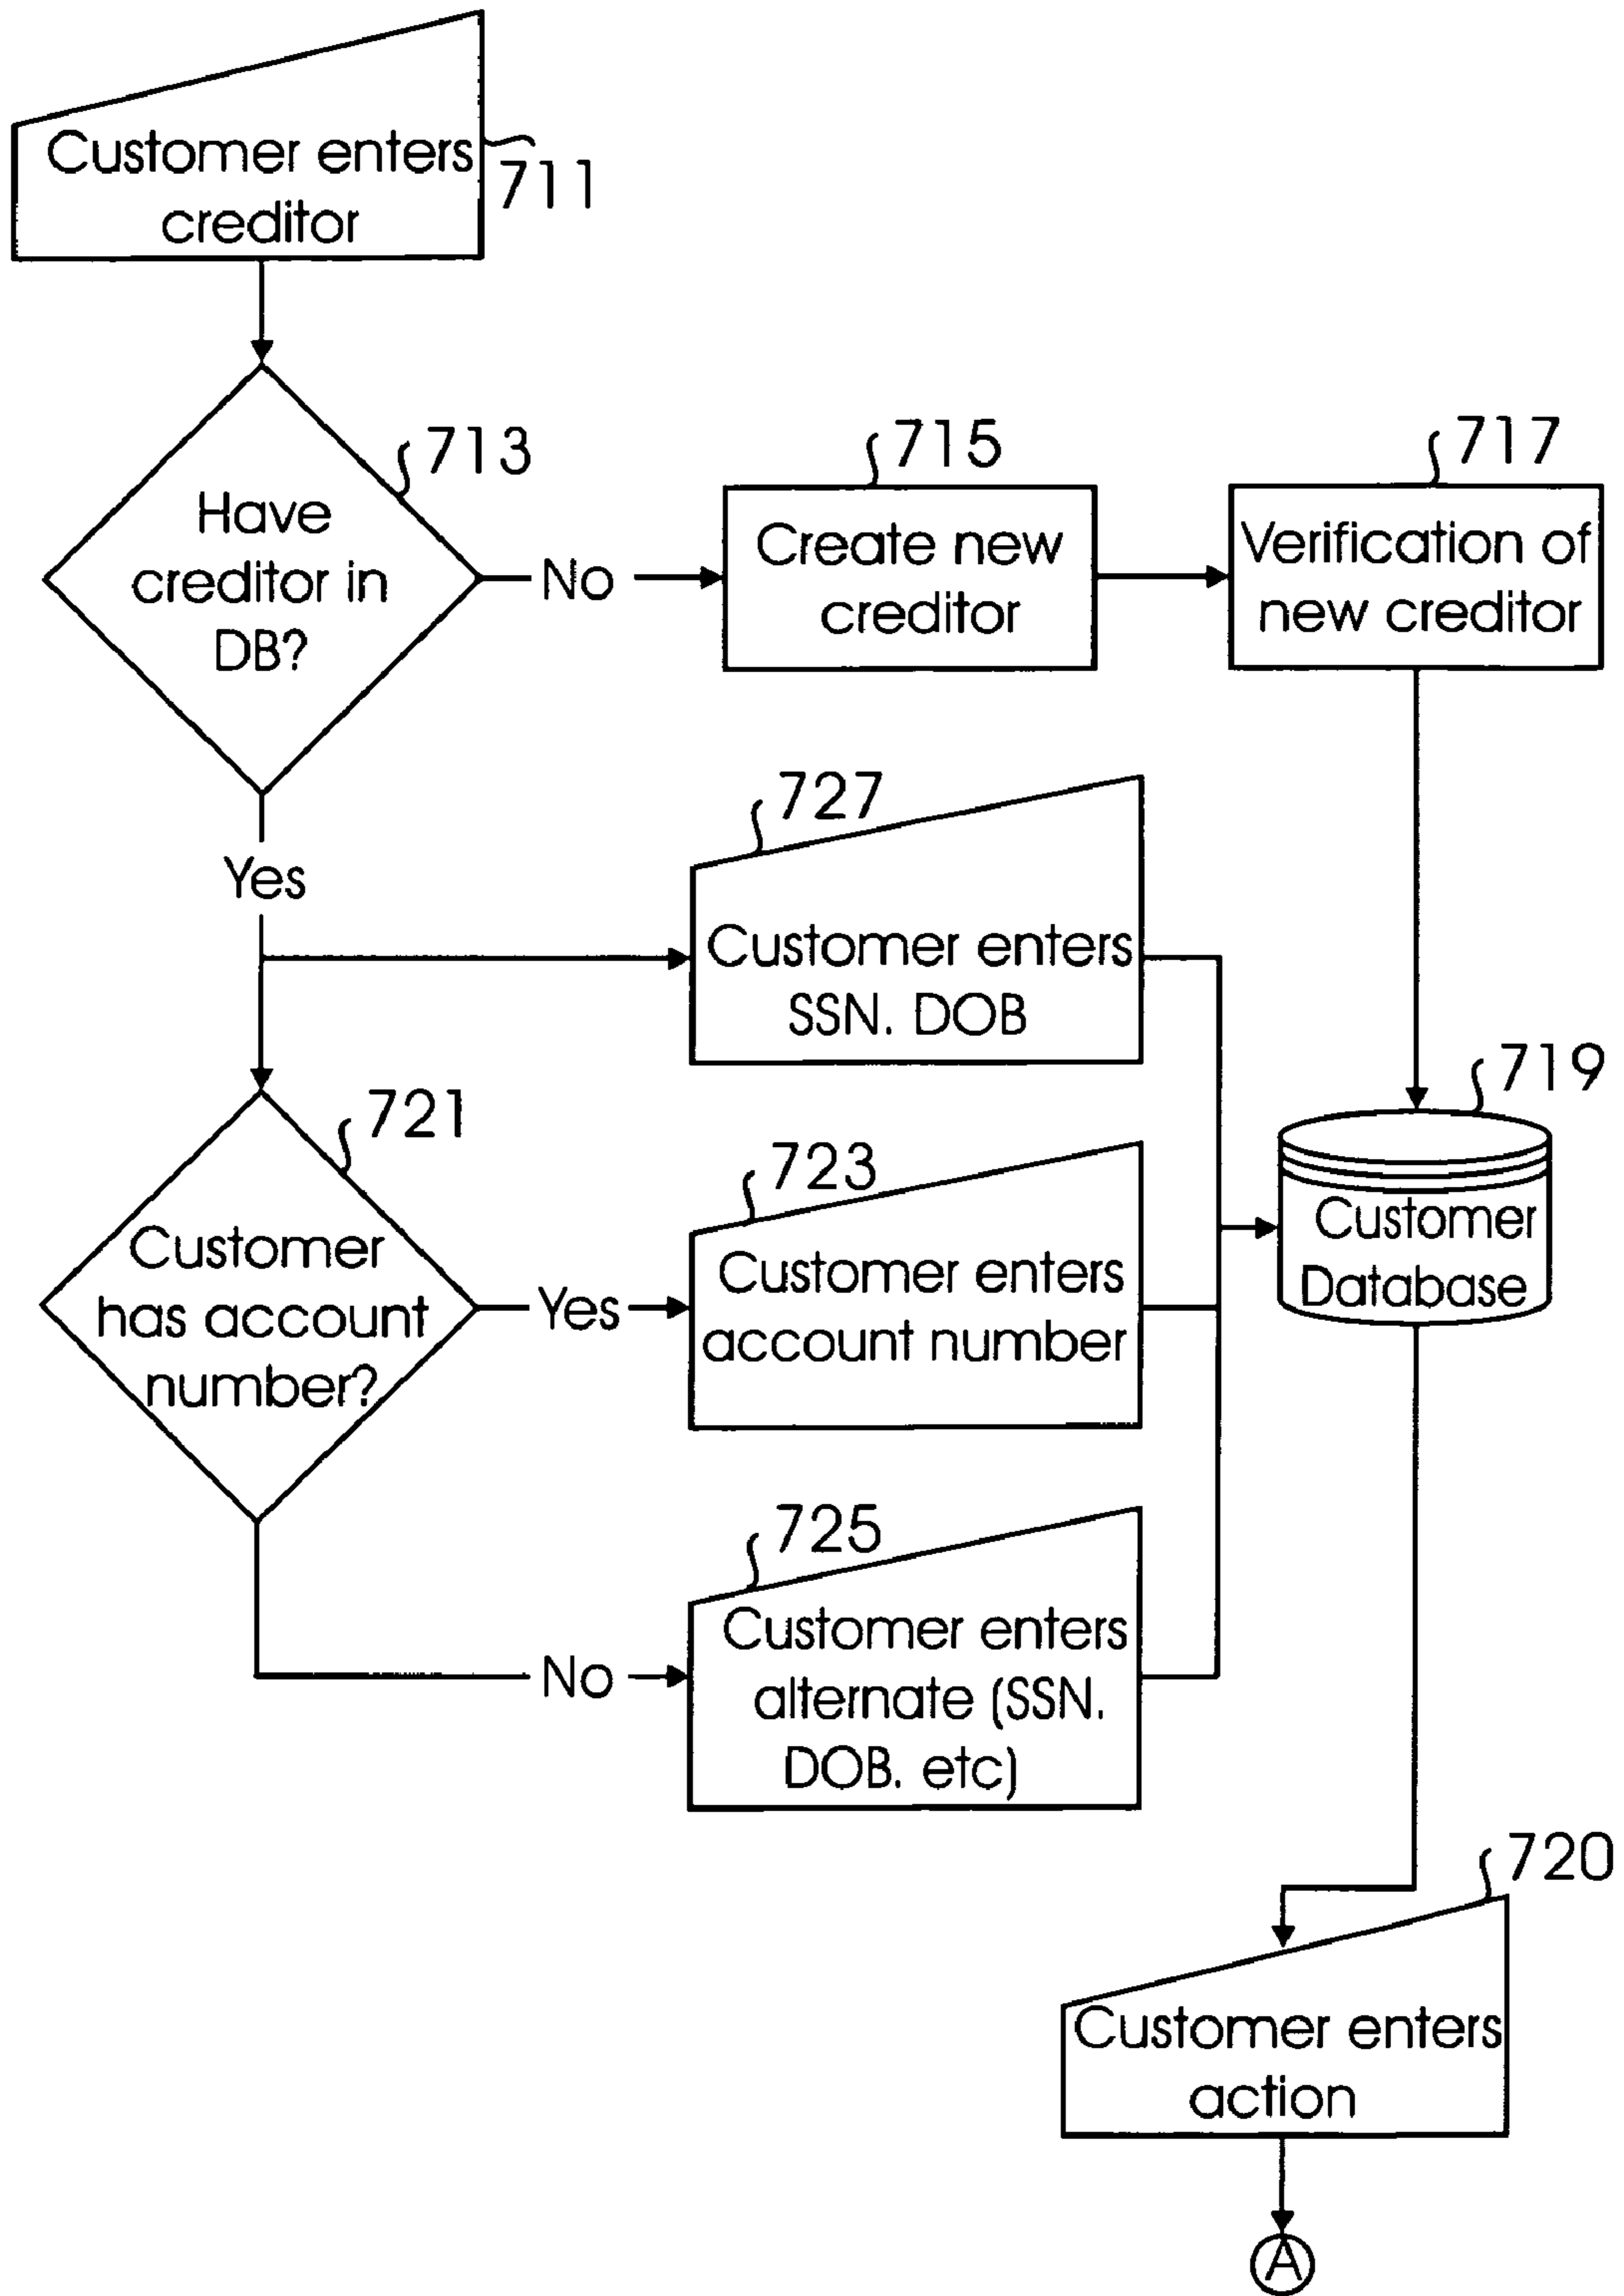 Customer enters
creditor
711
713
Have
creditor in
DB?
No
715
Create new
creditor
717
Verification of
new creditor
Yes
727
Customer enters
SSN. DOB
719
Customer
Database
721
Customer
has account
number?
Yes
723
Customer enters
account number
No
725
Customer enters
alternate (SSN.
DOB. etc)
720
Customer enters
action
A